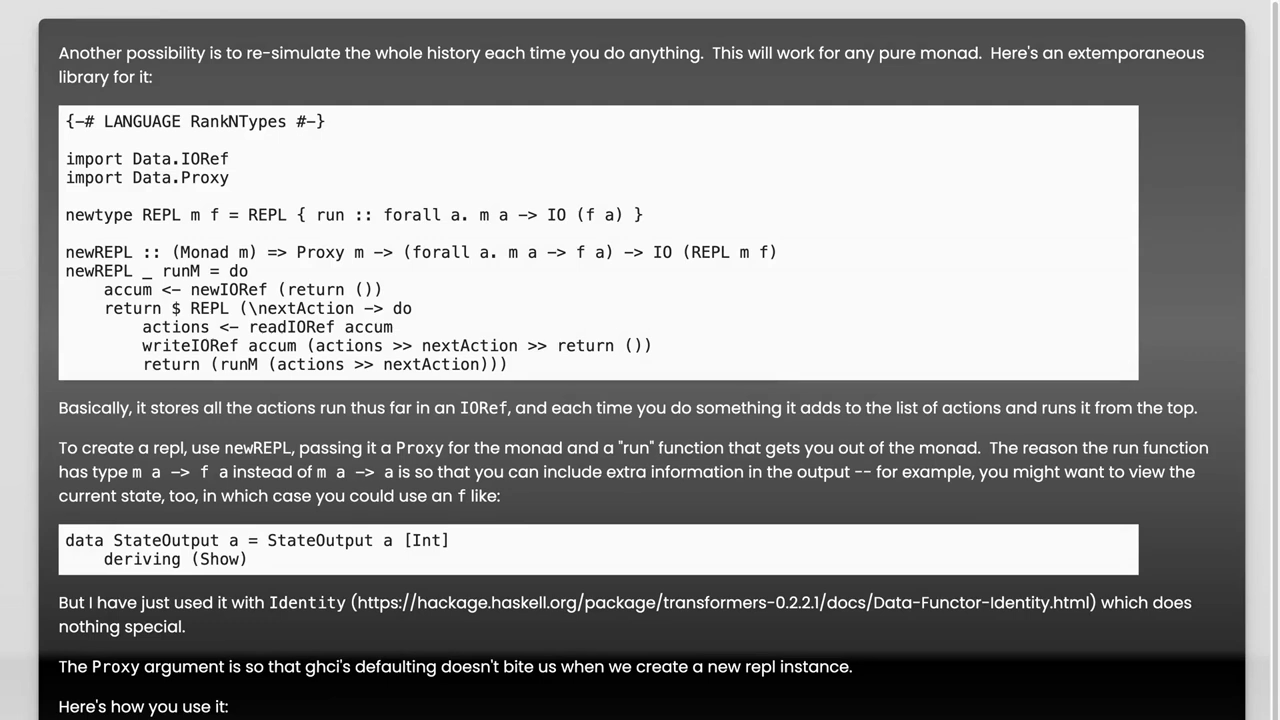 Another possibility is to re-simulate the whole history each time you do anything.  This will work for any pure monad.  Here's an extemporaneous
library for it:
{-# LANGUAGE RankNTypes #-}
import Data.IORef
import Data.Proxy
newtype REPL m f = REPL { run :: forall a. m a -> IO (f a) }
newREPL :: (Monad m) => Proxy m -> (forall a. m a -> f a) -> IO (REPL m f)
newREPL _ runM = do
    accum <- newIORef (return ())
    return $ REPL (\nextAction -> do
        actions <- readIORef accum
        writeIORef accum (actions >> nextAction >> return ())
        return (runM (actions >> nextAction)))
Basically, it stores all the actions run thus far in an IORef, and each time you do something it adds to the list of actions and runs it from the top.
To create a repl, use newREPL, passing it a Proxy for the monad and a "run" function that gets you out of the monad.  The reason the run function
has type m a -> f a instead of m a -> a is so that you can include extra information in the output -- for example, you might want to view the
current state, too, in which case you could use an f like:
data StateOutput a = StateOutput a [Int]
    deriving (Show)
But I have just used it with Identity (https://hackage.haskell.org/package/transformers-0.2.2.1/docs/Data-Functor-Identity.html) which does
nothing special.
The Proxy argument is so that ghci's defaulting doesn't bite us when we create a new repl instance.
Here's how you use it: